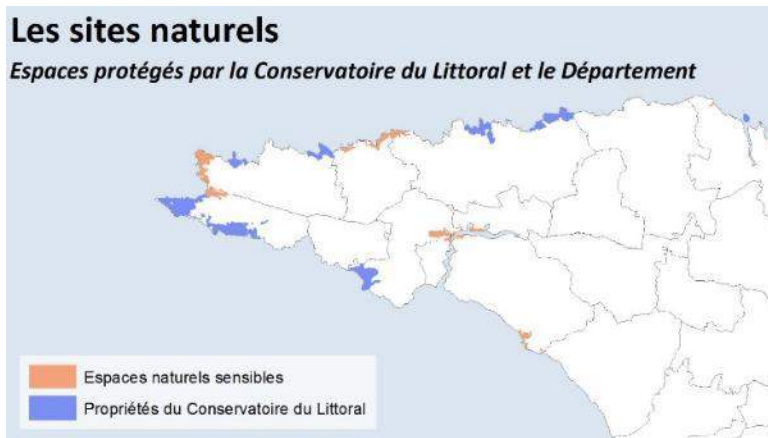 Les sites naturels
Espaces protégés par la Conservatoire du Littoral et le Département
Espaces naturels sensibles
Propriétés du Conservatoire du Littoral